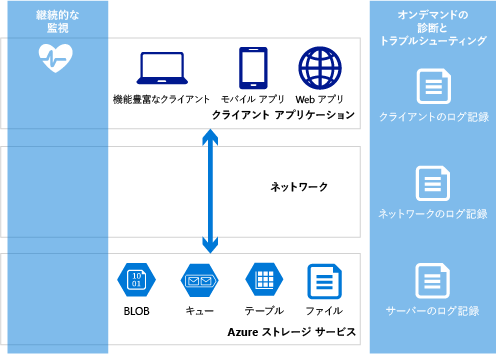 継続的な
監視
オンデマンドの
診断と
トラブルシューティング
機能豊富なクライアント
モバイル アプリ
Web アプリ
クライアント アプリケーション
クライアントのログ記録
ネットワーク
ネットワークのログ記録
10
01
BLOB
キュー
テーブル
ファイル
サーバーのログ記録
Azure ストレージ サービス